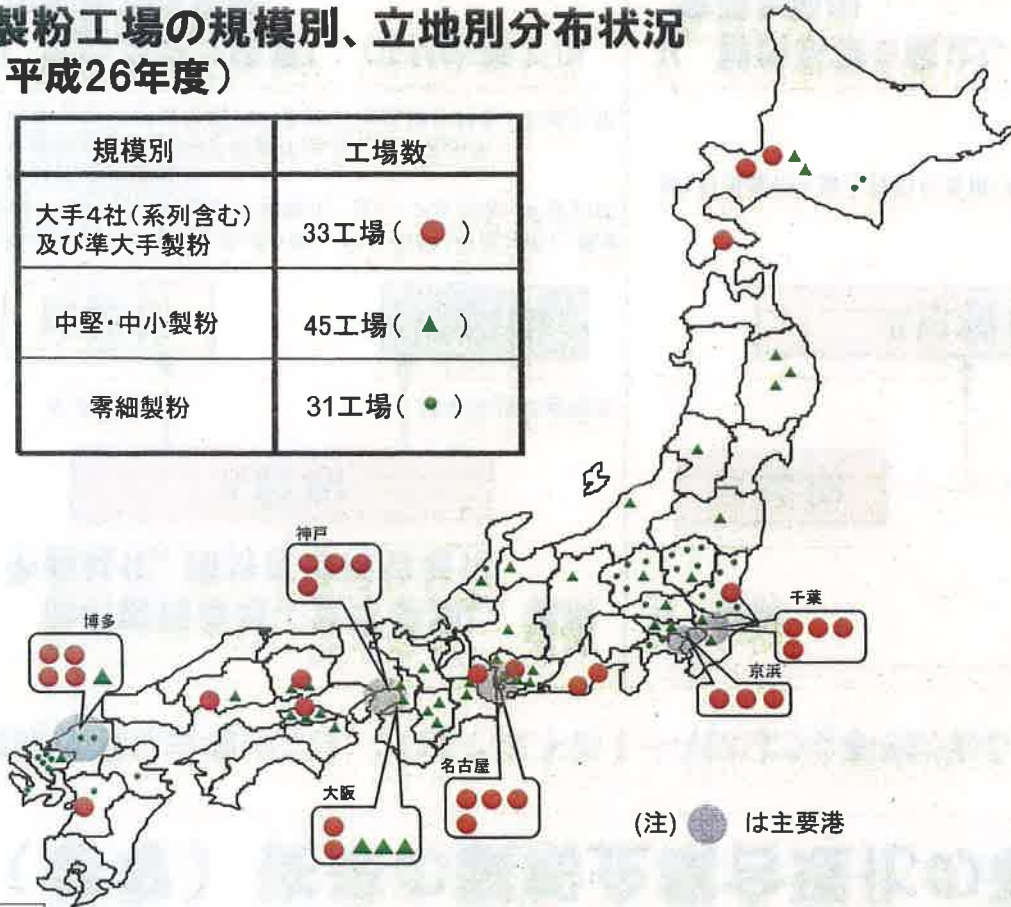 製粉工場の規模別、立地別分布状況
平成26年度）
規模別 工場数
大手4社（系列含む）
及び準大手製粉 33工場（ ）
中堅・中小製粉 45工場（ ）
零細製粉 31工場（ ）
神戸
博多
千葉
京浜
名古屋
大阪
(注) は主要港